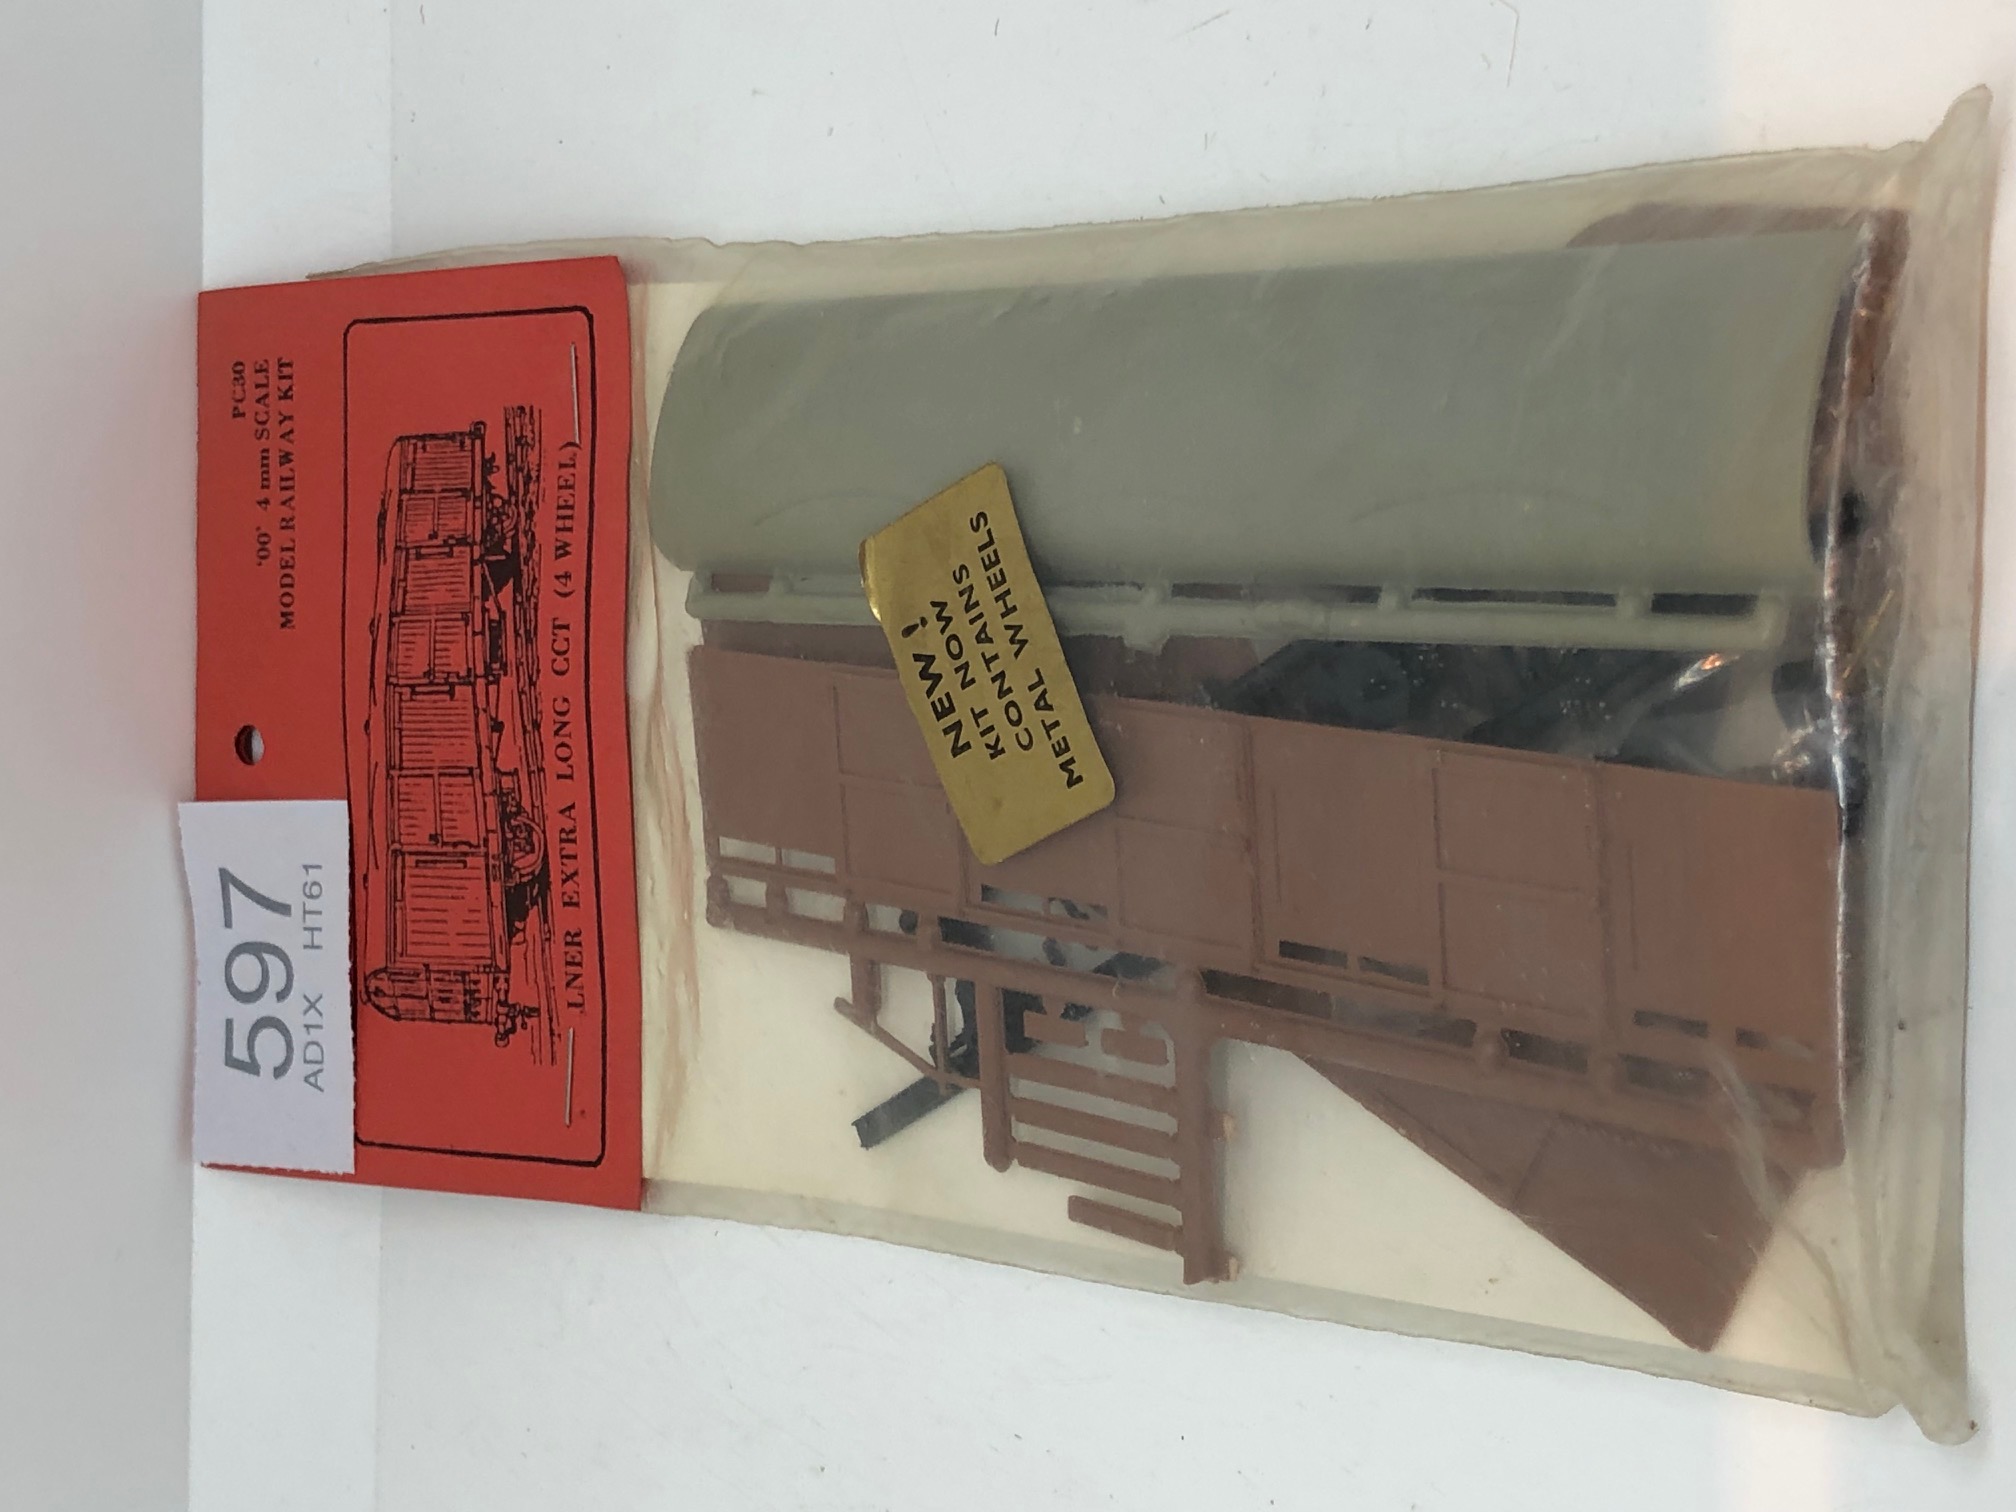 597
AD1X HT61
PC30
'00' 4 mm SCALE
MODEL RAILWAY KIT
LNER EXTRA LONG CCT (4 WHEEL)
NEW !
KIT NOW
CONTAINS
METAL WHEELS